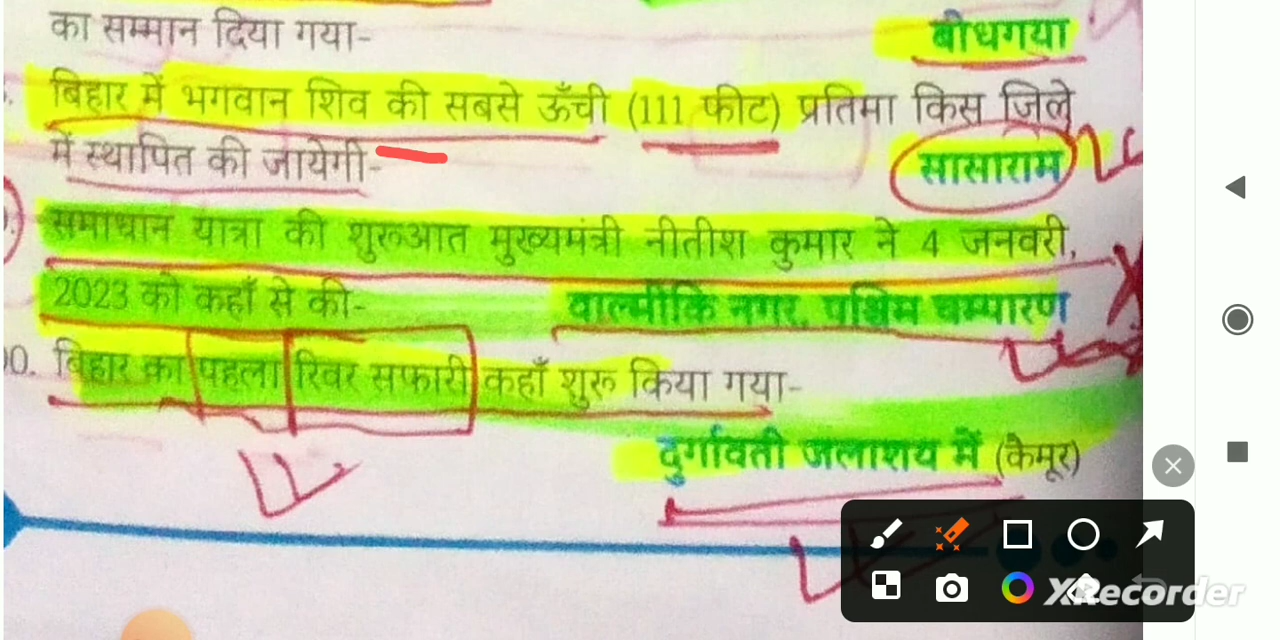 का सम्मान दिया गया- बोधगया
बिहार में भगवान शिव की सबसे ऊँची (111 फीट) प्रतिमा किस जिले
में स्थापित की जायेगी- सासाराम
समाधान यात्रा की शुरूआत मुख्यमंत्री नीतीश कुमार ने 4 जनवरी,
2023 को कहाँ से की- वाल्मीकि नगर, पश्चिम चम्पारण
00. बिहार का पहला रिवर सफारी कहाँ शुरू किया गया-
दुर्गावती जलाशय में (कैमूर)
XRecorder